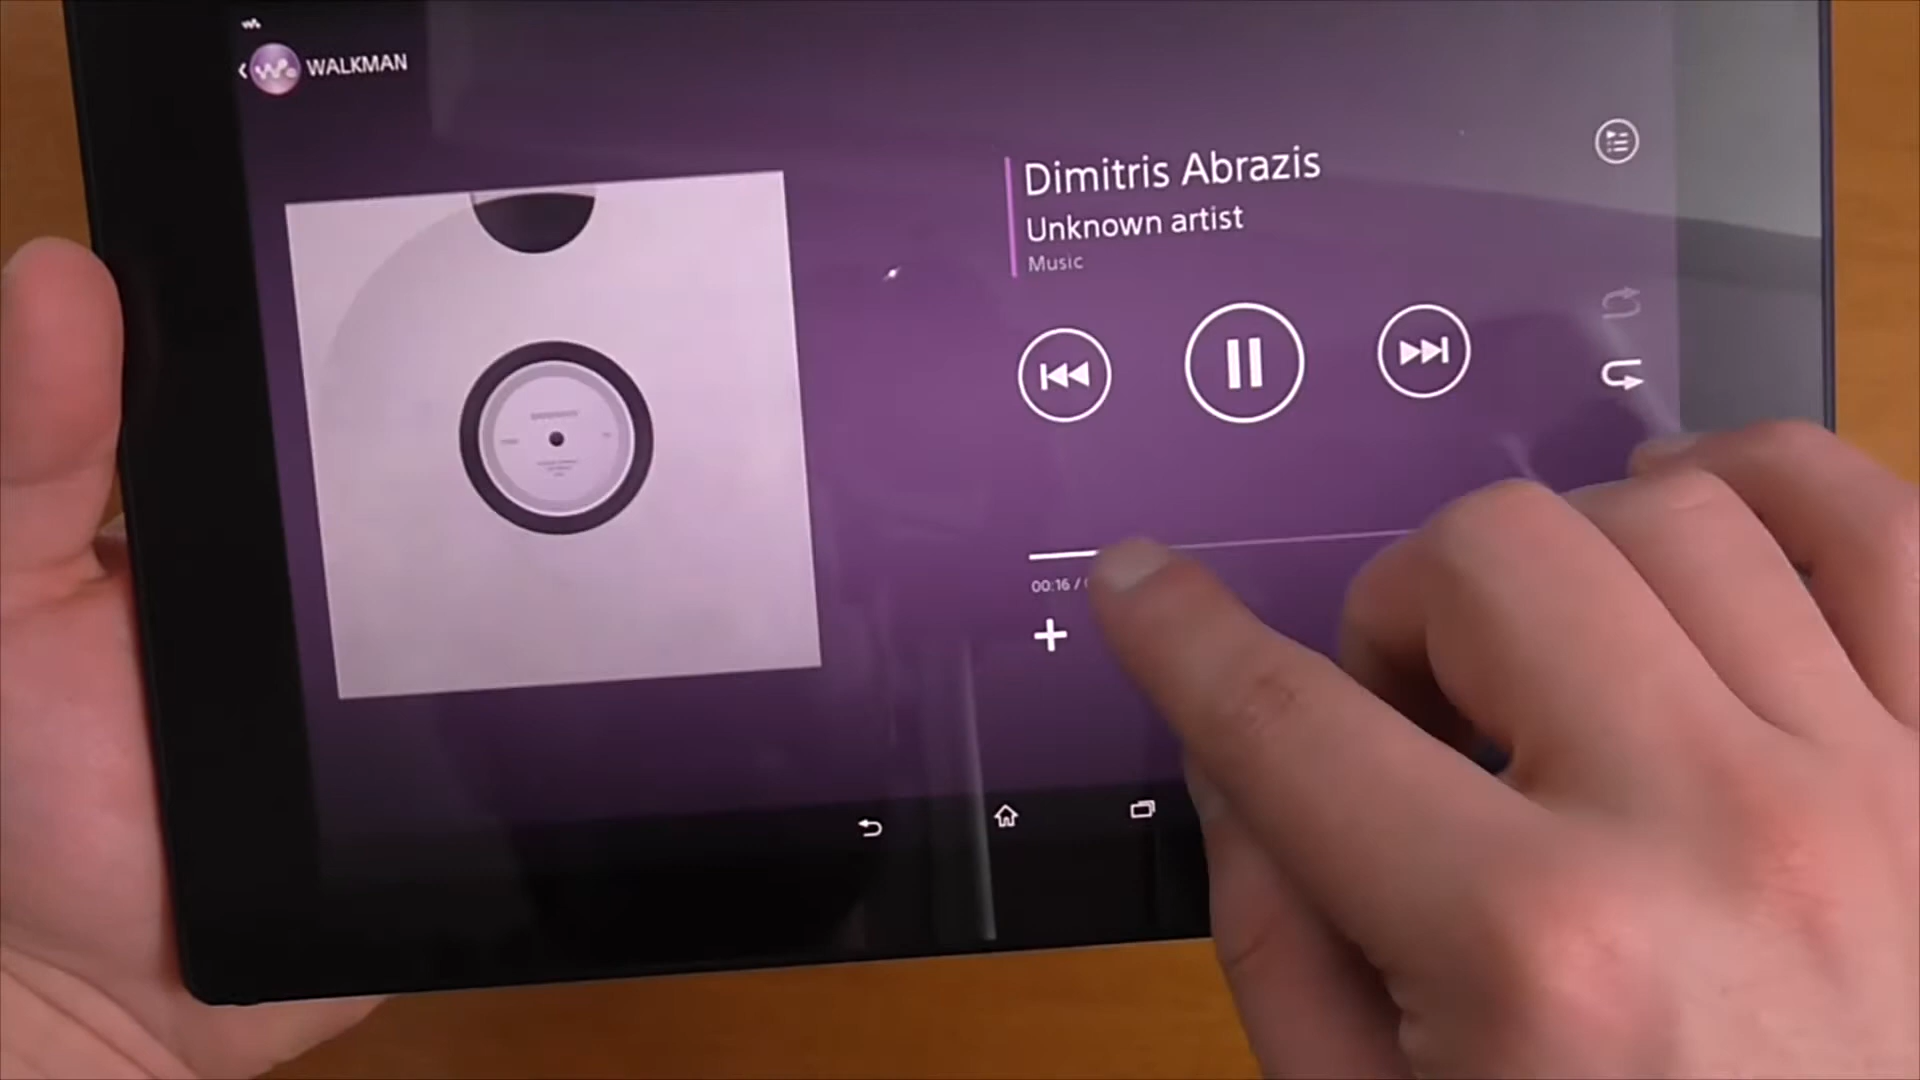 WALKMAN
Dimitris Abrazis
Unknown artist
Music
00:16 /